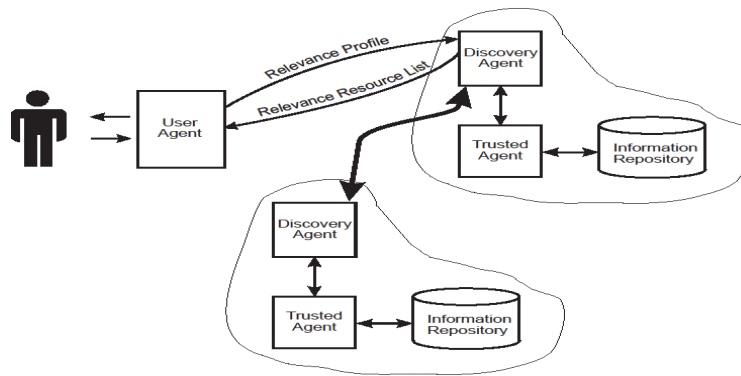 Relevance Profile
Relevance Resource List
Discovery
Agent
User
Agent
Trusted
Agent
Information
Repository
Discovery
Agent
Trusted
Agent
Information
Repository